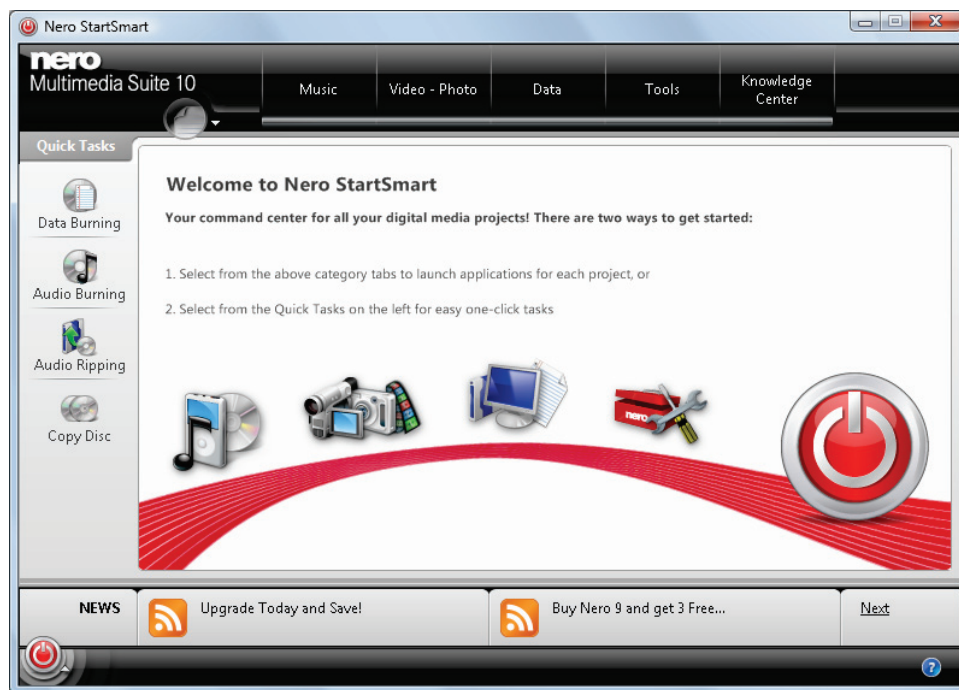 Nero StartSmart
nero
Multimedia Suite 10
Music
Video - Photo
Data
Tools
Knowledge
Center
Quick Tasks
Data Burning
Audio Burning
Audio Ripping
Copy Disc
Welcome to Nero StartSmart
Your command center for all your digital media projects! There are two ways to get started:
1. Select from the above category tabs to launch applications for each project, or
2. Select from the Quick Tasks on the left for easy one-click tasks
nero
NEWS
Upgrade Today and Save!
Buy Nero 9 and get 3 Free...
Next
?